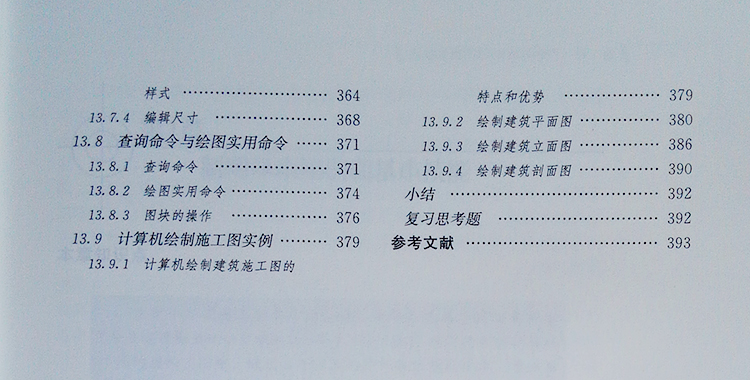 样式 ……………………… 364
13.7.4 编辑尺寸 ………………… 368
13.8 查询命令与绘图实用命令 …… 371
13.8.1 查询命令 ………………… 371
13.8.2 绘图实用命令 …………… 374
13.8.3 图块的操作 ……………… 376
13.9 计算机绘制施工图实例 ……… 379
13.9.1 计算机绘制建筑施工图的
特点和优势 ……………… 379
13.9.2 绘制建筑平面图 ………… 380
13.9.3 绘制建筑立面图 ………… 386
13.9.4 绘制建筑剖面图 ………… 390
小结 ……………………………… 392
复习思考题 ……………………… 392
参考文献 ………………………… 393